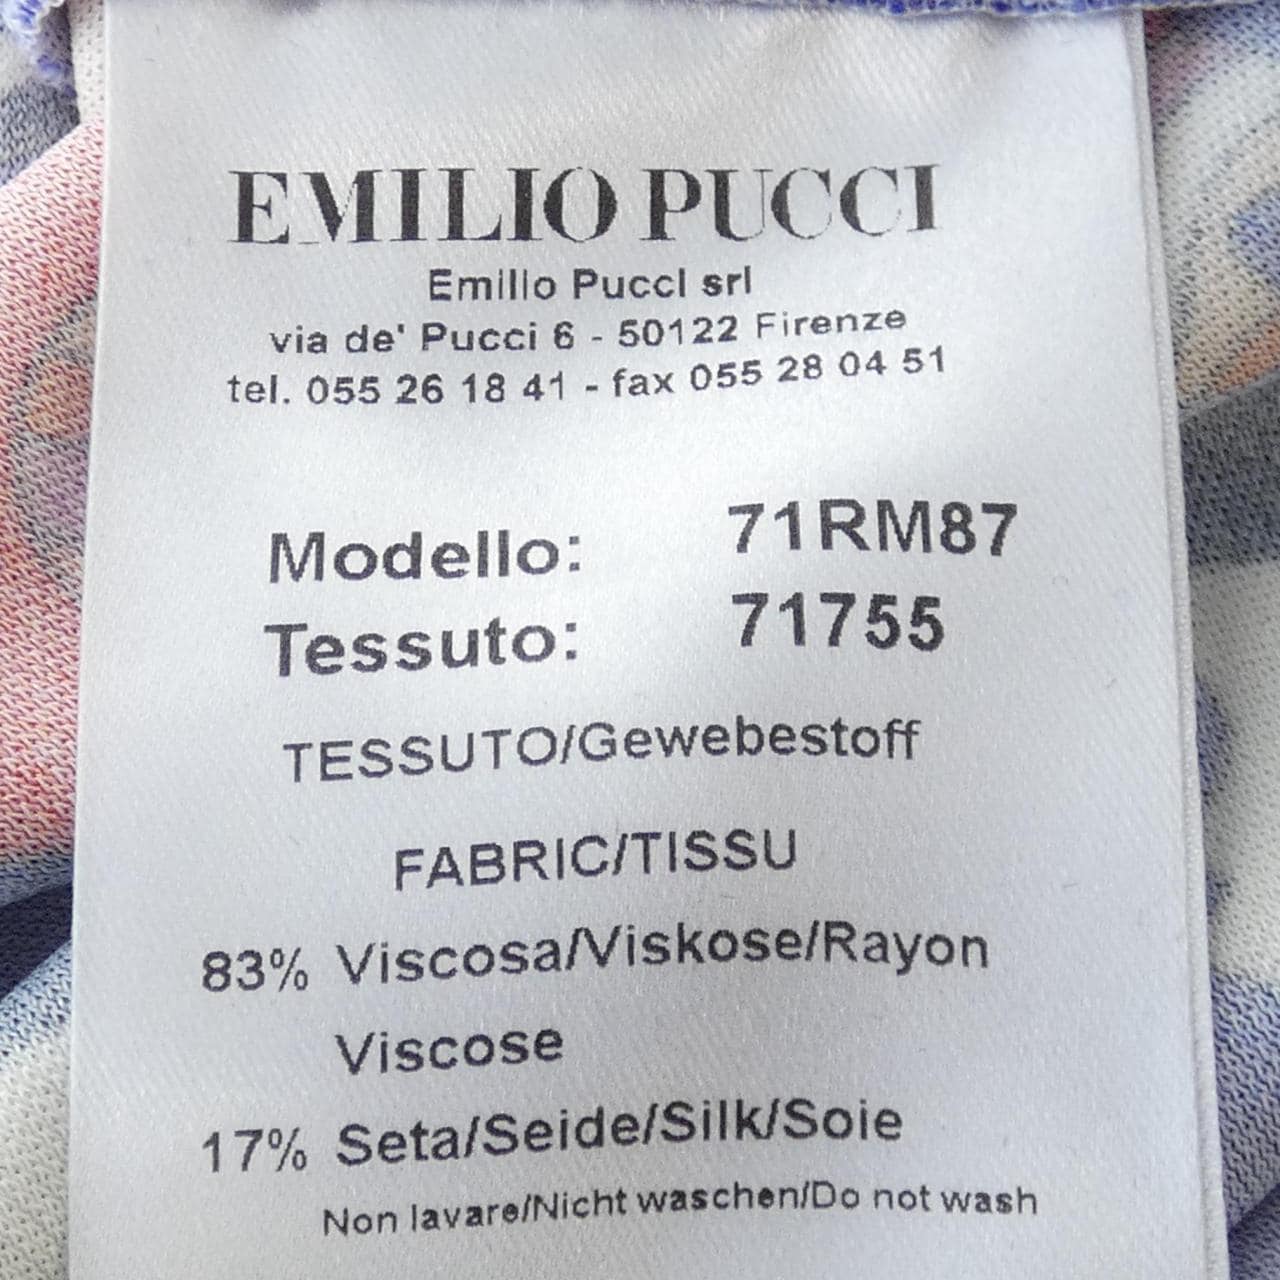 EMILIO PUCCI
Emilio Pucci srl
via de' Pucci 6 - 50122 Firenze
tel. 055 26 18 41 - fax 055 28 04 51
Modello: 71RM87
Tessuto: 71755
TESSUTO/Gewebestoff
FABRIC/TISSU
83% Viscosa/Viskose/Rayon
Viscose
17% Seta/Seide/Silk/Soie
Non lavare/Nicht waschen/Do not wash